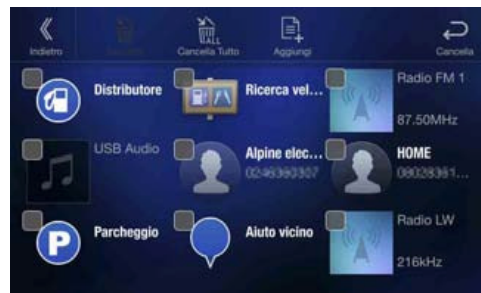 Indietro
ALL
Cancella Tutto
Aggiungi
Cancella
Distributore
Ricerca vel...
Radio FM 1
87.50MHz
USB Audio
Alpine elec...
HOME
P
Parcheggio
Aiuto vicino
Radio LW
216kHz